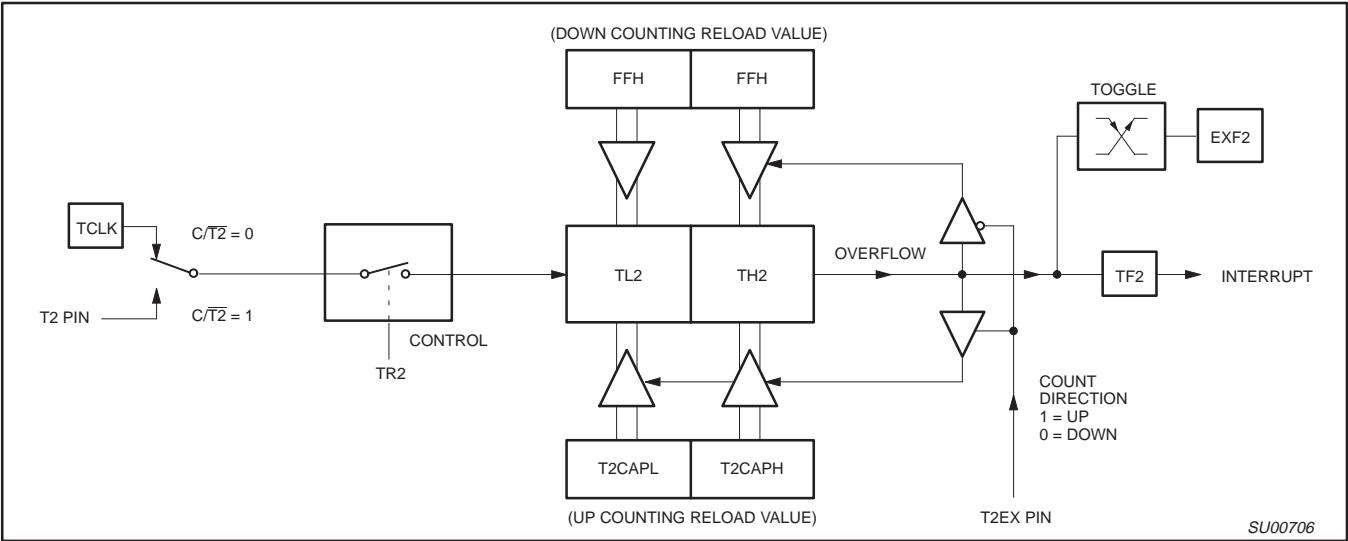 (DOWN COUNTING RELOAD VALUE)
FFH
FFH
TOGGLE
EXF2
TCLK
C/T2̅ = 0
TL2
TH2
OVERFLOW
TF2
INTERRUPT
T2 PIN
C/T2̅ = 1
CONTROL
TR2
COUNT
DIRECTION
1 = UP
0 = DOWN
T2CAPL
T2CAPH
(UP COUNTING RELOAD VALUE)
T2EX PIN
SU00706